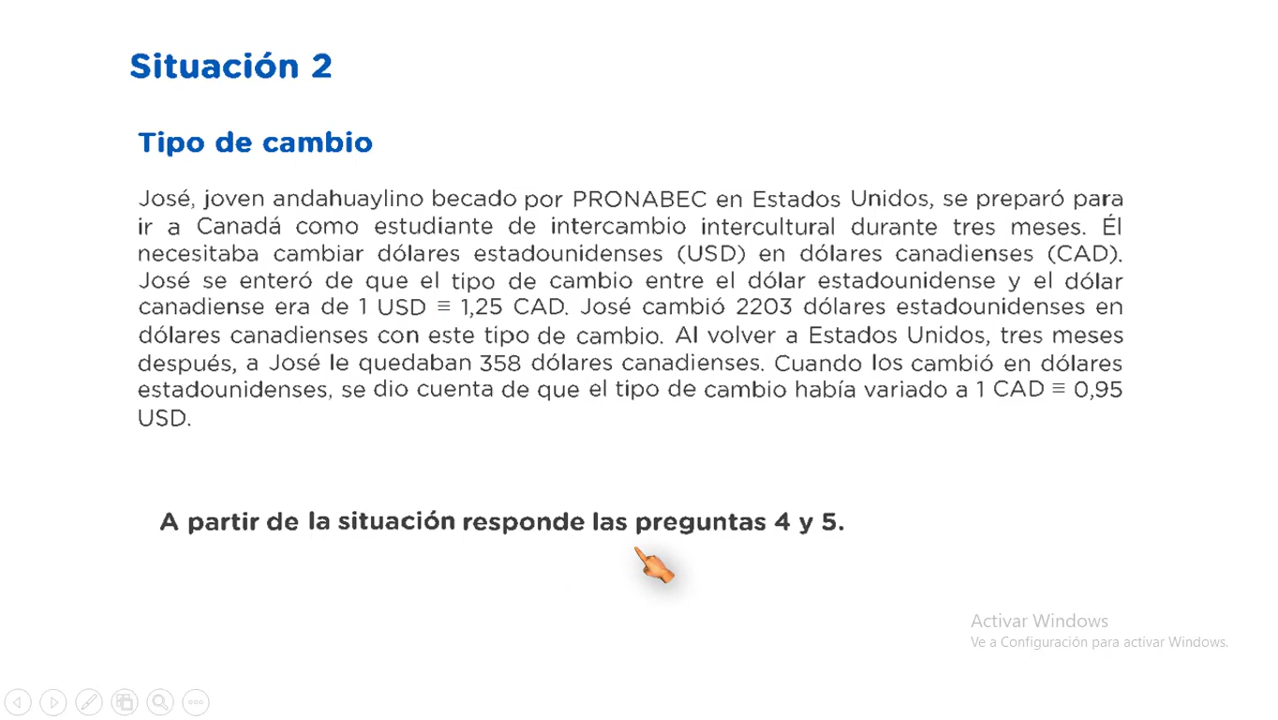 Situación 2
Tipo de cambio
José, joven andahuaylino becado por PRONABEC en Estados Unidos, se preparó para
ir a Canadá como estudiante de intercambio intercultural durante tres meses. Él
necesitaba cambiar dólares estadounidenses (USD) en dólares canadienses (CAD).
José se enteró de que el tipo de cambio entre el dólar estadounidense y el dólar
canadiense era de 1 USD ≡ 1,25 CAD. José cambió 2203 dólares estadounidenses en
dólares canadienses con este tipo de cambio. Al volver a Estados Unidos, tres meses
después, a José le quedaban 358 dólares canadienses. Cuando los cambió en dólares
estadounidenses, se dio cuenta de que el tipo de cambio había variado a 1 CAD ≡ 0,95
USD.
A partir de la situación responde las preguntas 4 y 5.
Activar Windows
Ve a Configuración para activar Windows.